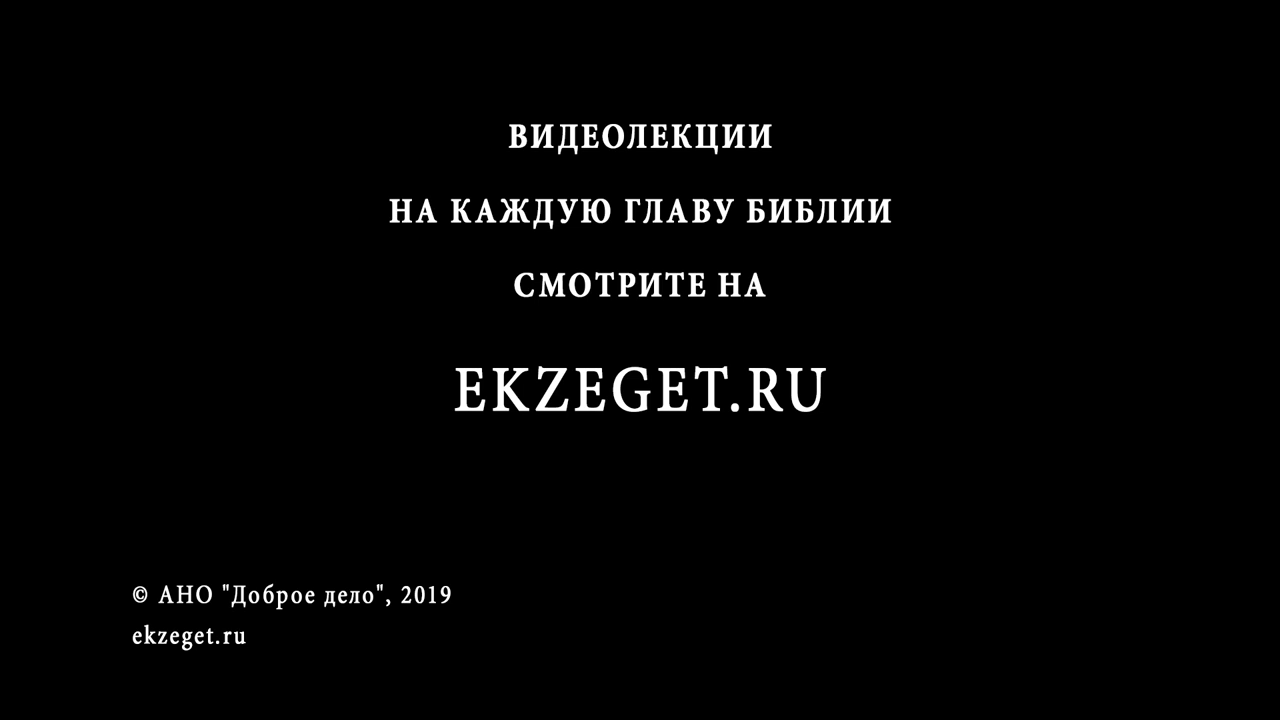 ВИДЕОЛЕКЦИИ
НА КАЖДУЮ ГЛАВУ БИБЛИИ
СМОТРИТЕ НА
EKZEGET.RU
© АНО "Доброе дело", 2019
ekzeget.ru